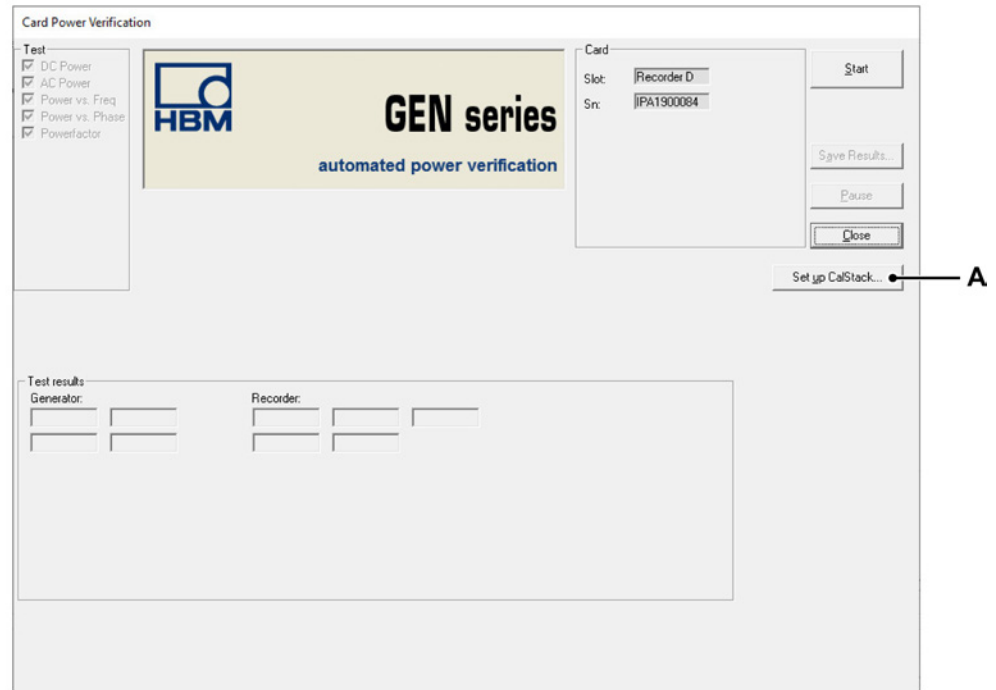 Card Power Verification
Test
DC Power
AC Power
Power vs. Freq
Power vs. Phase
Powerfactor
HBM
GEN series
automated power verification
Card
Slot: Recorder D
Sn: IPA1900084
Start
Save Results...
Pause
Close
Set up CalStack...
A
Test results
Generator: Recorder: